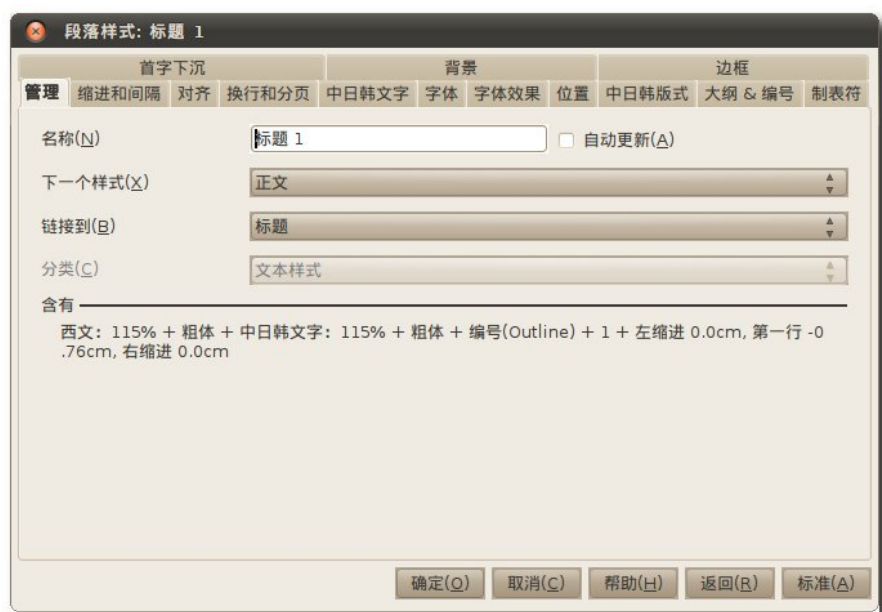 段落样式: 标题 1
首字下沉 背景 边框
管理 缩进和间隔 对齐 换行和分页 中日韩文字 字体 字体效果 位置 中日韩版式 大纲 & 编号 制表符
名称(N) 标题 1 自动更新(A)
下一个样式(X) 正文
链接到(B) 标题
分类(C) 文本样式
含有
西文: 115% + 粗体 + 中日韩文字: 115% + 粗体 + 编号(Outline) + 1 + 左缩进 0.0cm, 第一行 -0
.76cm, 右缩进 0.0cm
确定(O) 取消(C) 帮助(H) 返回(R) 标准(A)